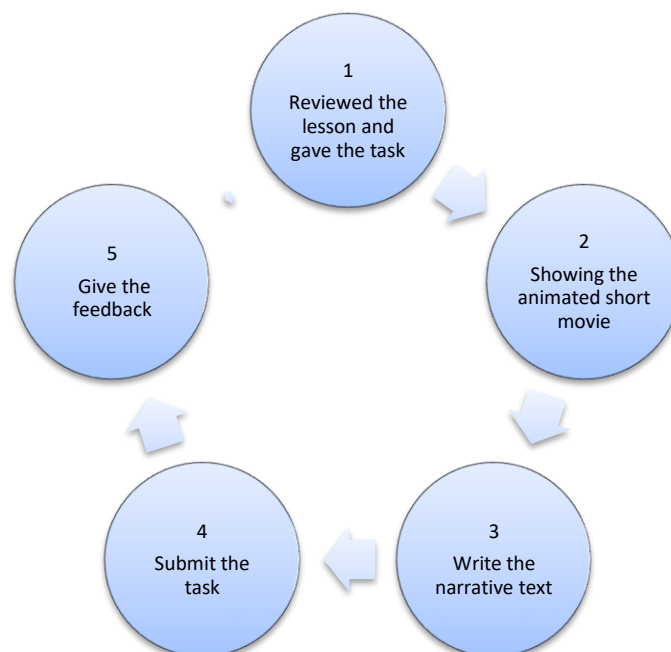 1
Reviewed the
lesson and
gave the task
2
Showing the
animated short
movie
3
Write the
narrative text
4
Submit the
task
5
Give the
feedback